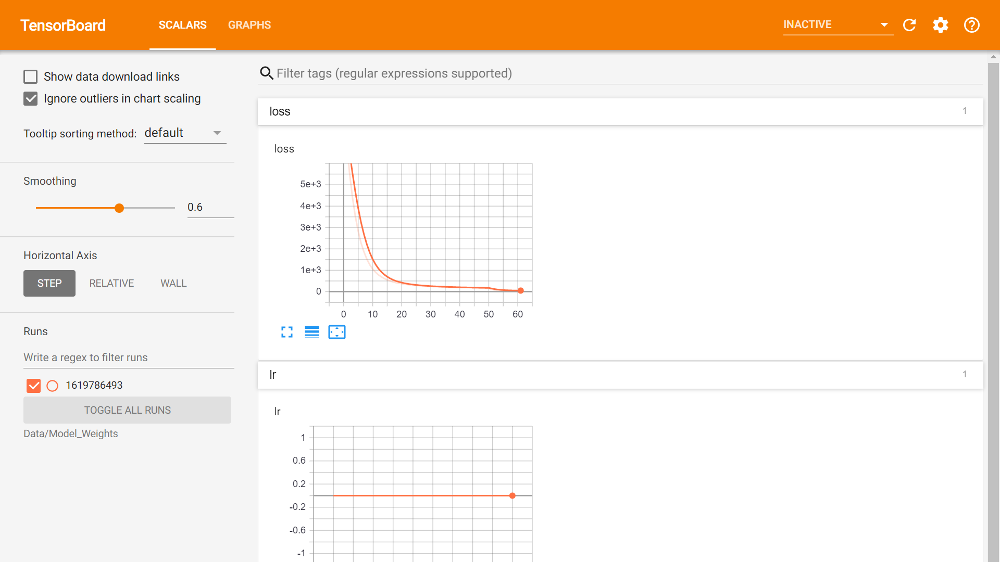 TensorBoard SCALARS GRAPHS INACTIVE
Show data download links
Ignore outliers in chart scaling
Tooltip sorting method: default
Smoothing
0.6
Horizontal Axis
STEP RELATIVE WALL
Runs
Write a regex to filter runs
1619786493
TOGGLE ALL RUNS
Data/Model_Weights
Filter tags (regular expressions supported)
loss 1
loss
5e+3
4e+3
3e+3
2e+3
1e+3
0
0 10 20 30 40 50 60
lr 1
lr
1
0.6
0.2
-0.2
-0.6
-1